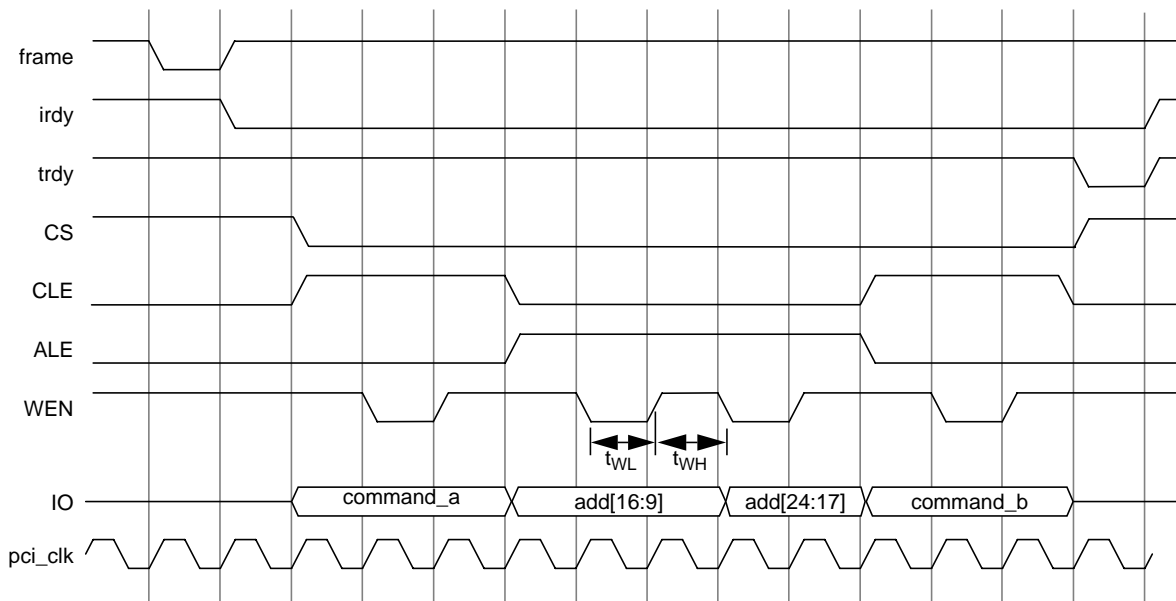 frame
irdy
trdy
CS
CLE
ALE
WEN
tWL tWH
IO command_a add[16:9] add[24:17] command_b
pci_clk